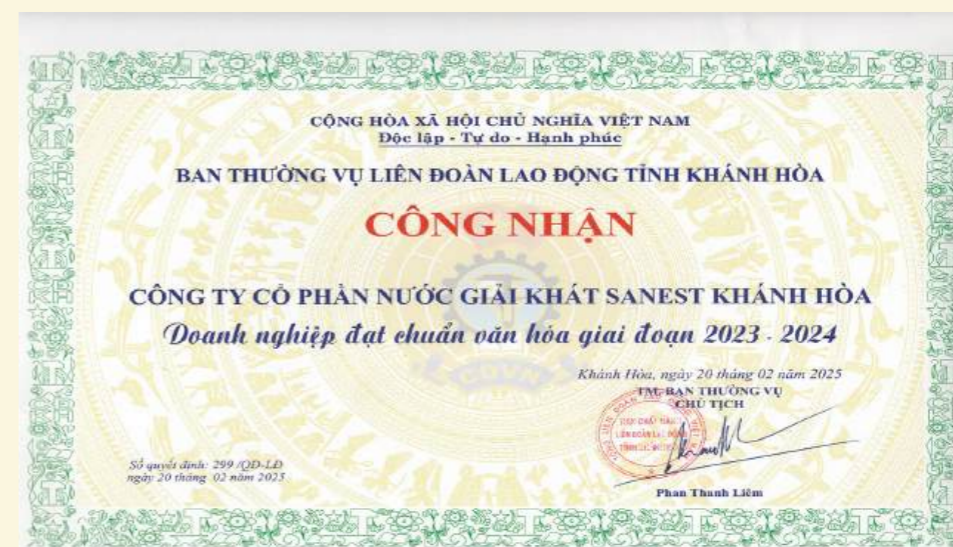 CỘNG HÒA XÃ HỘI CHỦ NGHĨA VIỆT NAM
Độc lập - Tự do - Hạnh phúc
BAN THƯỜNG VỤ LIÊN ĐOÀN LAO ĐỘNG TỈNH KHÁNH HÒA
CÔNG NHẬN
CÔNG TY CỔ PHẦN NƯỚC GIẢI KHÁT SANEST KHÁNH HÒA
Doanh nghiệp đạt chuẩn văn hóa giai đoạn 2023 - 2024
Khánh Hòa, ngày 20 tháng 02 năm 2025
TM. BAN THƯỜNG VỤ
CHỦ TỊCH
Số quyết định: 299 /QĐ-LĐ
ngày 20 tháng 02 năm 2025
Phan Thanh Liêm